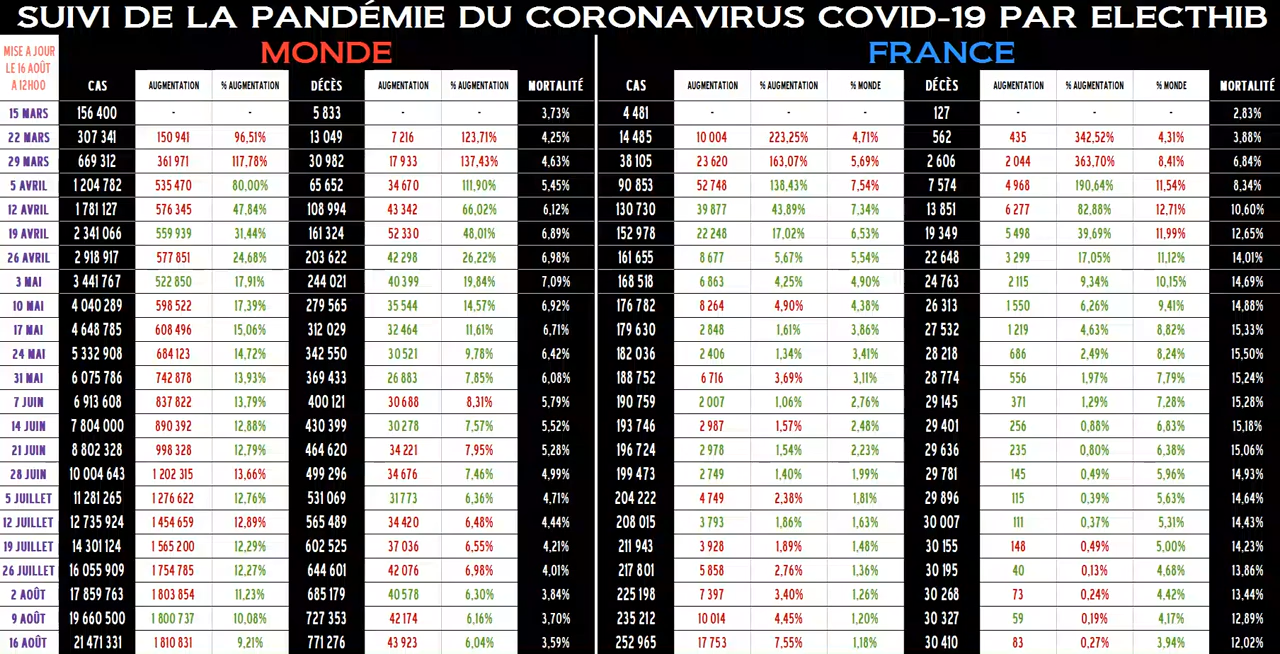 SUIVI DE LA PANDÉMIE DU CORONAVIRUS COVID-19 PAR ELECTHIB
MISE A JOUR LE 16 AOÛT A 12H00 MONDE FRANCE
CAS AUGMENTATION % AUGMENTATION DÉCÈS AUGMENTATION % AUGMENTATION MORTALITÉ CAS AUGMENTATION % AUGMENTATION % MONDE DÉCÈS AUGMENTATION % AUGMENTATION % MONDE MORTALITÉ
15 MARS 156 400 - - 5 833 - - 3,73% 4 481 - - - 127 - - - 2,83%
22 MARS 307 341 150 941 96,51% 13 049 7 216 123,71% 4,25% 14 485 10 004 223,25% 4,71% 562 435 342,52% 4,31% 3,88%
29 MARS 669 312 361 971 117,78% 30 982 17 933 137,43% 4,63% 38 105 23 620 163,07% 5,69% 2 606 2 044 363,70% 8,41% 6,84%
5 AVRIL 1 204 782 535 470 80,00% 65 652 34 670 111,90% 5,45% 90 853 52 748 138,43% 7,54% 7 574 4 968 190,64% 11,54% 8,34%
12 AVRIL 1 781 127 576 345 47,84% 108 994 43 342 66,02% 6,12% 130 730 39 877 43,89% 7,34% 13 851 6 277 82,88% 12,71% 10,60%
19 AVRIL 2 341 066 559 939 31,44% 161 324 52 330 48,01% 6,89% 152 978 22 248 17,02% 6,53% 19 349 5 498 39,69% 11,99% 12,65%
26 AVRIL 2 918 917 577 851 24,68% 203 622 42 298 26,22% 6,98% 161 655 8 677 5,67% 5,54% 22 648 3 299 17,05% 11,12% 14,01%
3 MAI 3 441 767 522 850 17,91% 244 021 40 399 19,84% 7,09% 168 518 6 863 4,25% 4,90% 24 763 2 115 9,34% 10,15% 14,69%
10 MAI 4 040 289 598 522 17,39% 279 565 35 544 14,57% 6,92% 176 782 8 264 4,90% 4,38% 26 313 1 550 6,26% 9,41% 14,88%
17 MAI 4 648 785 608 496 15,06% 312 029 32 464 11,61% 6,71% 179 630 2 848 1,61% 3,86% 27 532 1 219 4,63% 8,82% 15,33%
24 MAI 5 332 908 684 123 14,72% 342 550 30 521 9,78% 6,42% 182 036 2 406 1,34% 3,41% 28 218 686 2,49% 8,24% 15,50%
31 MAI 6 075 786 742 878 13,93% 369 433 26 883 7,85% 6,08% 188 752 6 716 3,69% 3,11% 28 774 556 1,97% 7,79% 15,24%
7 JUIN 6 913 608 837 822 13,79% 400 121 30 688 8,31% 5,79% 190 759 2 007 1,06% 2,76% 29 145 371 1,29% 7,28% 15,28%
14 JUIN 7 804 000 890 392 12,88% 430 399 30 278 7,57% 5,52% 193 746 2 987 1,57% 2,48% 29 401 256 0,88% 6,83% 15,18%
21 JUIN 8 802 328 998 328 12,79% 464 620 34 221 7,95% 5,28% 196 724 2 978 1,54% 2,23% 29 636 235 0,80% 6,38% 15,06%
28 JUIN 10 004 643 1 202 315 13,66% 499 296 34 676 7,46% 4,99% 199 473 2 749 1,40% 1,99% 29 781 145 0,49% 5,96% 14,93%
5 JUILLET 11 281 265 1 276 622 12,76% 531 069 31 773 6,36% 4,71% 204 222 4 749 2,38% 1,81% 29 896 115 0,39% 5,63% 14,64%
12 JUILLET 12 735 924 1 454 659 12,89% 565 489 34 420 6,48% 4,44% 208 015 3 793 1,86% 1,63% 30 007 111 0,37% 5,31% 14,43%
19 JUILLET 14 301 124 1 565 200 12,29% 602 525 37 036 6,55% 4,21% 211 943 3 928 1,89% 1,48% 30 155 148 0,49% 5,00% 14,23%
26 JUILLET 16 055 909 1 754 785 12,27% 644 601 42 076 6,98% 4,01% 217 801 5 858 2,76% 1,36% 30 195 40 0,13% 4,68% 13,86%
2 AOÛT 17 859 763 1 803 854 11,23% 685 179 40 578 6,30% 3,84% 225 198 7 397 3,40% 1,26% 30 268 73 0,24% 4,42% 13,44%
9 AOÛT 19 660 500 1 800 737 10,08% 727 353 42 174 6,16% 3,70% 235 212 10 014 4,45% 1,20% 30 327 59 0,19% 4,17% 12,89%
16 AOÛT 21 471 331 1 810 831 9,21% 771 276 43 923 6,04% 3,59% 252 965 17 753 7,55% 1,18% 30 410 83 0,27% 3,94% 12,02%